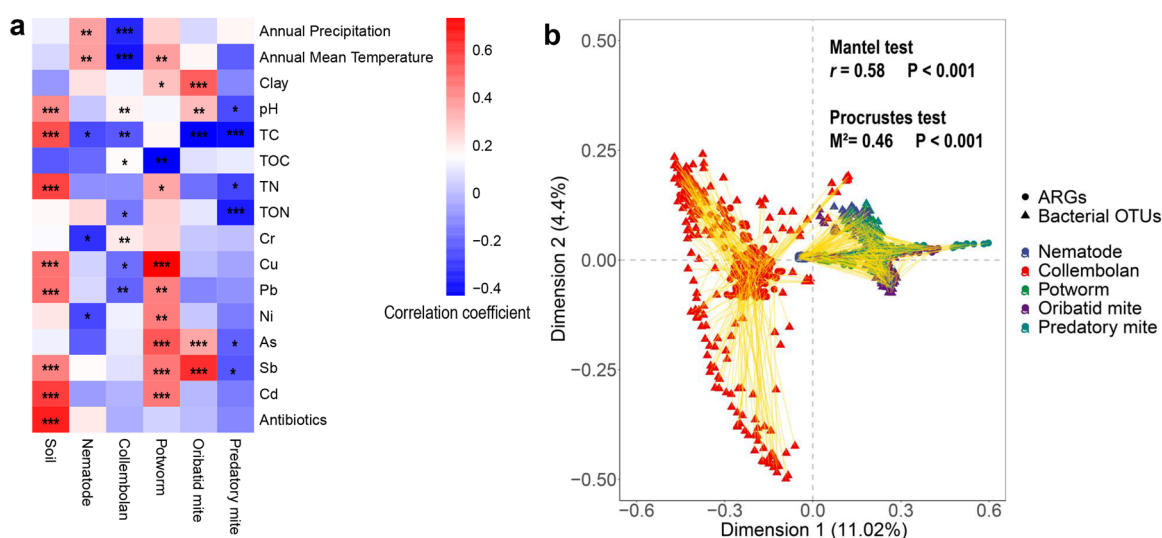 a
Annual Precipitation
** ***
Annual Mean Temperature
** *** **
Clay
* ***
pH
*** ** ** *
TC
*** * ** *** ***
TOC
* **
TN
*** * *
TON
* ***
Cr
* **
Cu
*** * ***
Pb
*** ** **
Ni
* **
As
*** *** *
Sb
*** *** *** *
Cd
*** ***
Antibiotics
***
Soil
Nematode
Collembolan
Potworm
Oribatid mite
Predatory mite
0.6
0.4
0.2
0
−0.2
−0.4
Correlation coefficient
b
Mantel test
r = 0.58 P < 0.001
Procrustes test
M²= 0.46 P < 0.001
0.50
0.25
0.00
−0.25
−0.50
Dimension 2 (4.4%)
−0.6 −0.3 0.0 0.3 0.6
Dimension 1 (11.02%)
ARGs
Bacterial OTUs
Nematode
Collembolan
Potworm
Oribatid mite
Predatory mite